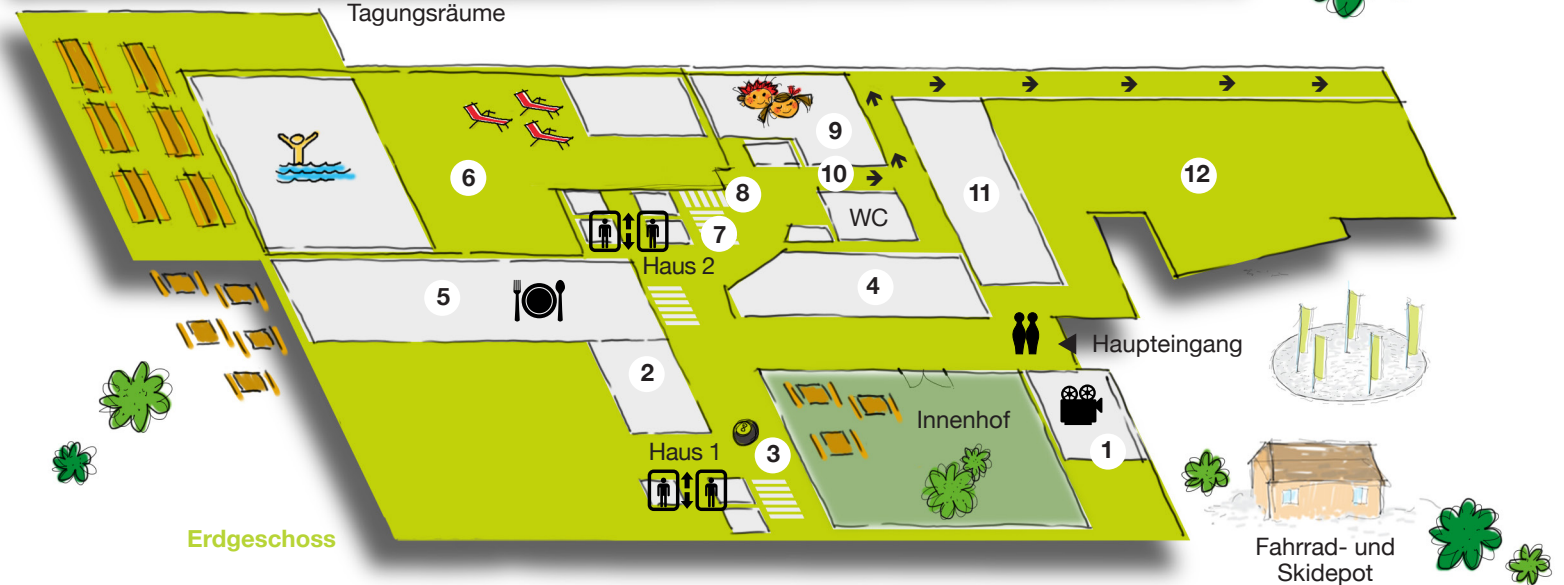 Tagungsräume
9
10
8
6
11
12
WC
7
Haus 2
5
4
Haupteingang
2
Innenhof
Haus 1
3
1
8
Erdgeschoss
Fahrrad- und
Skidepot